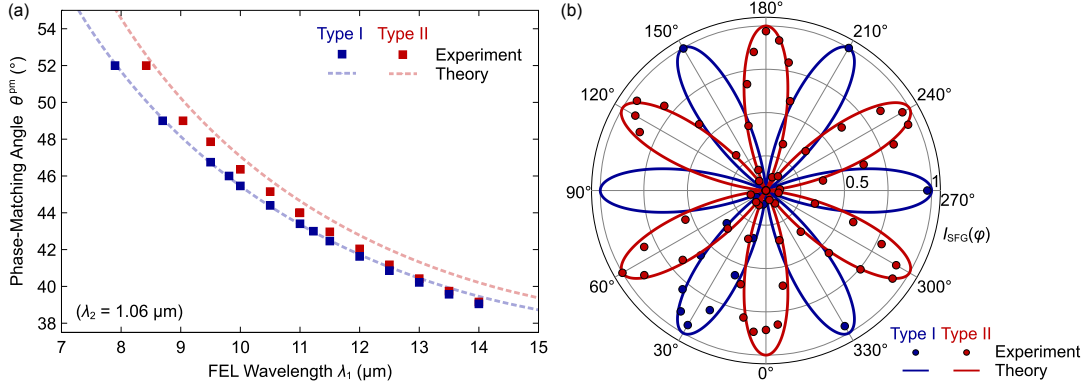 (a)
Phase-Matching Angle θ^pm (°)
54
52
50
48
46
44
42
40
38
Type I Type II
Experiment
Theory
(λ₂ = 1.06 µm)
7 8 9 10 11 12 13 14 15
FEL Wavelength λ₁ (µm)
(b)
180°
150° 210°
120° 240°
90° 0.5 1 270°
I_SFG(φ)
60° 300°
30° 330°
0°
Type I Type II
Experiment
Theory